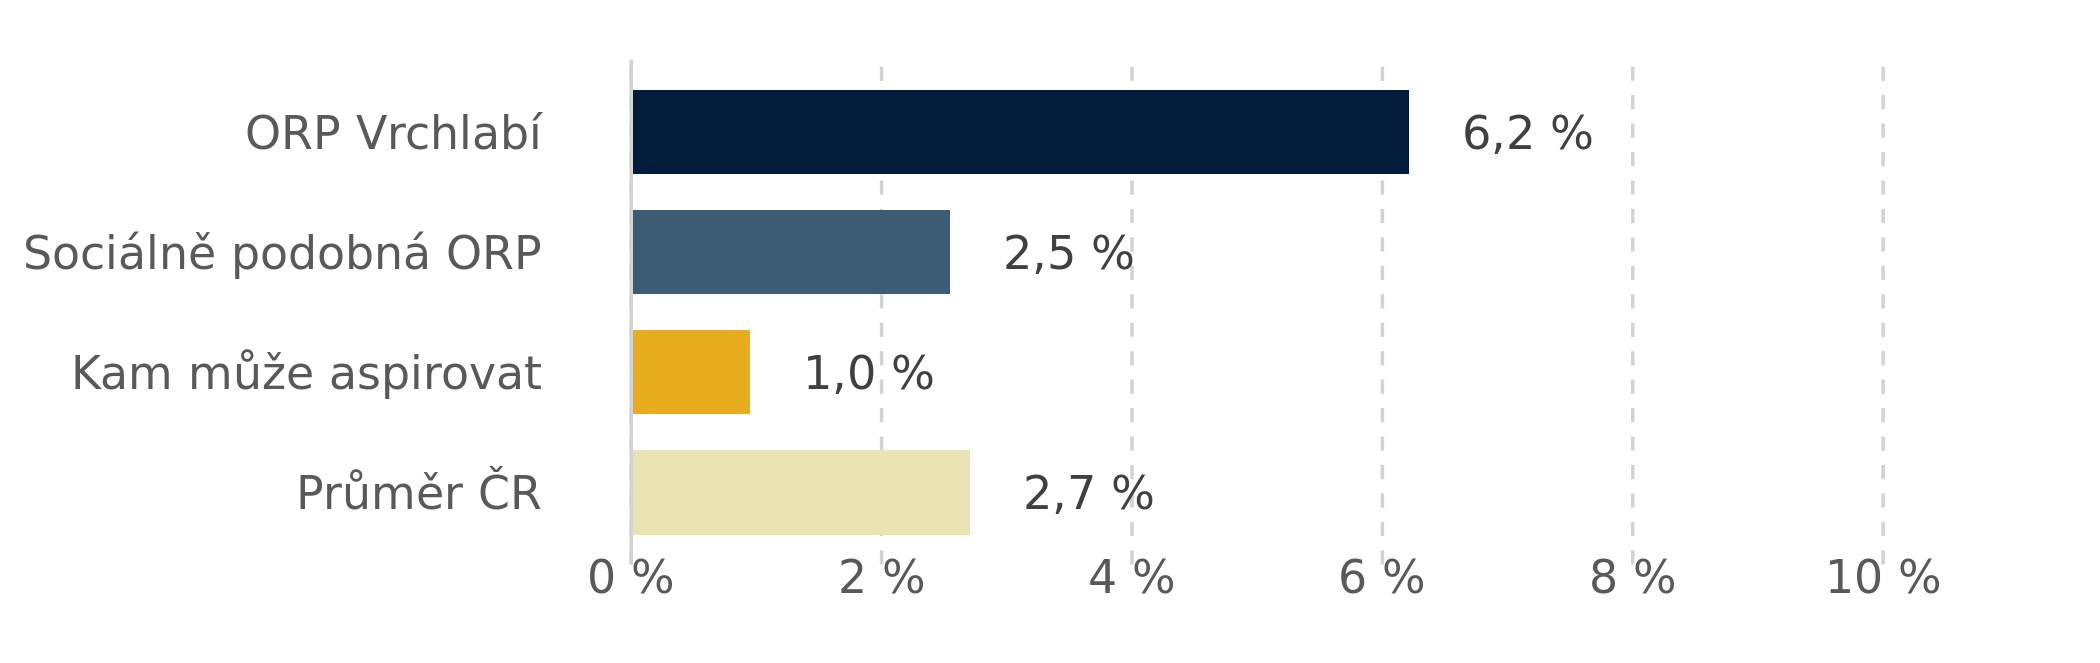 ORP Vrchlabí 6,2 %
Sociálně podobná ORP 2,5 %
Kam může aspirovat 1,0 %
Průměr ČR 2,7 %
0 % 2 % 4 % 6 % 8 % 10 %